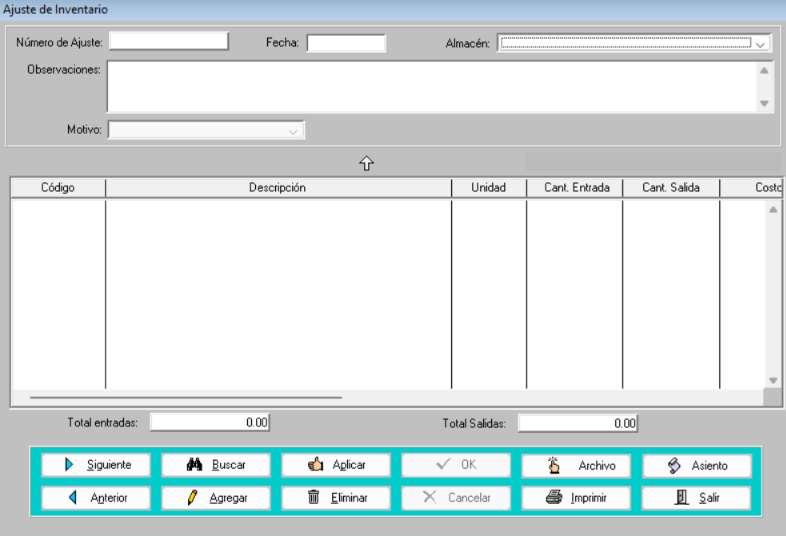 Ajuste de Inventario
Número de Ajuste: Fecha: Almacén:
Observaciones:
Motivo:
Código Descripción Unidad Cant. Entrada Cant. Salida Costo
Total entradas: 0.00 Total Salidas: 0.00
Siguiente Buscar Aplicar OK Archivo Asiento
Anterior Agregar Eliminar Cancelar Imprimir Salir